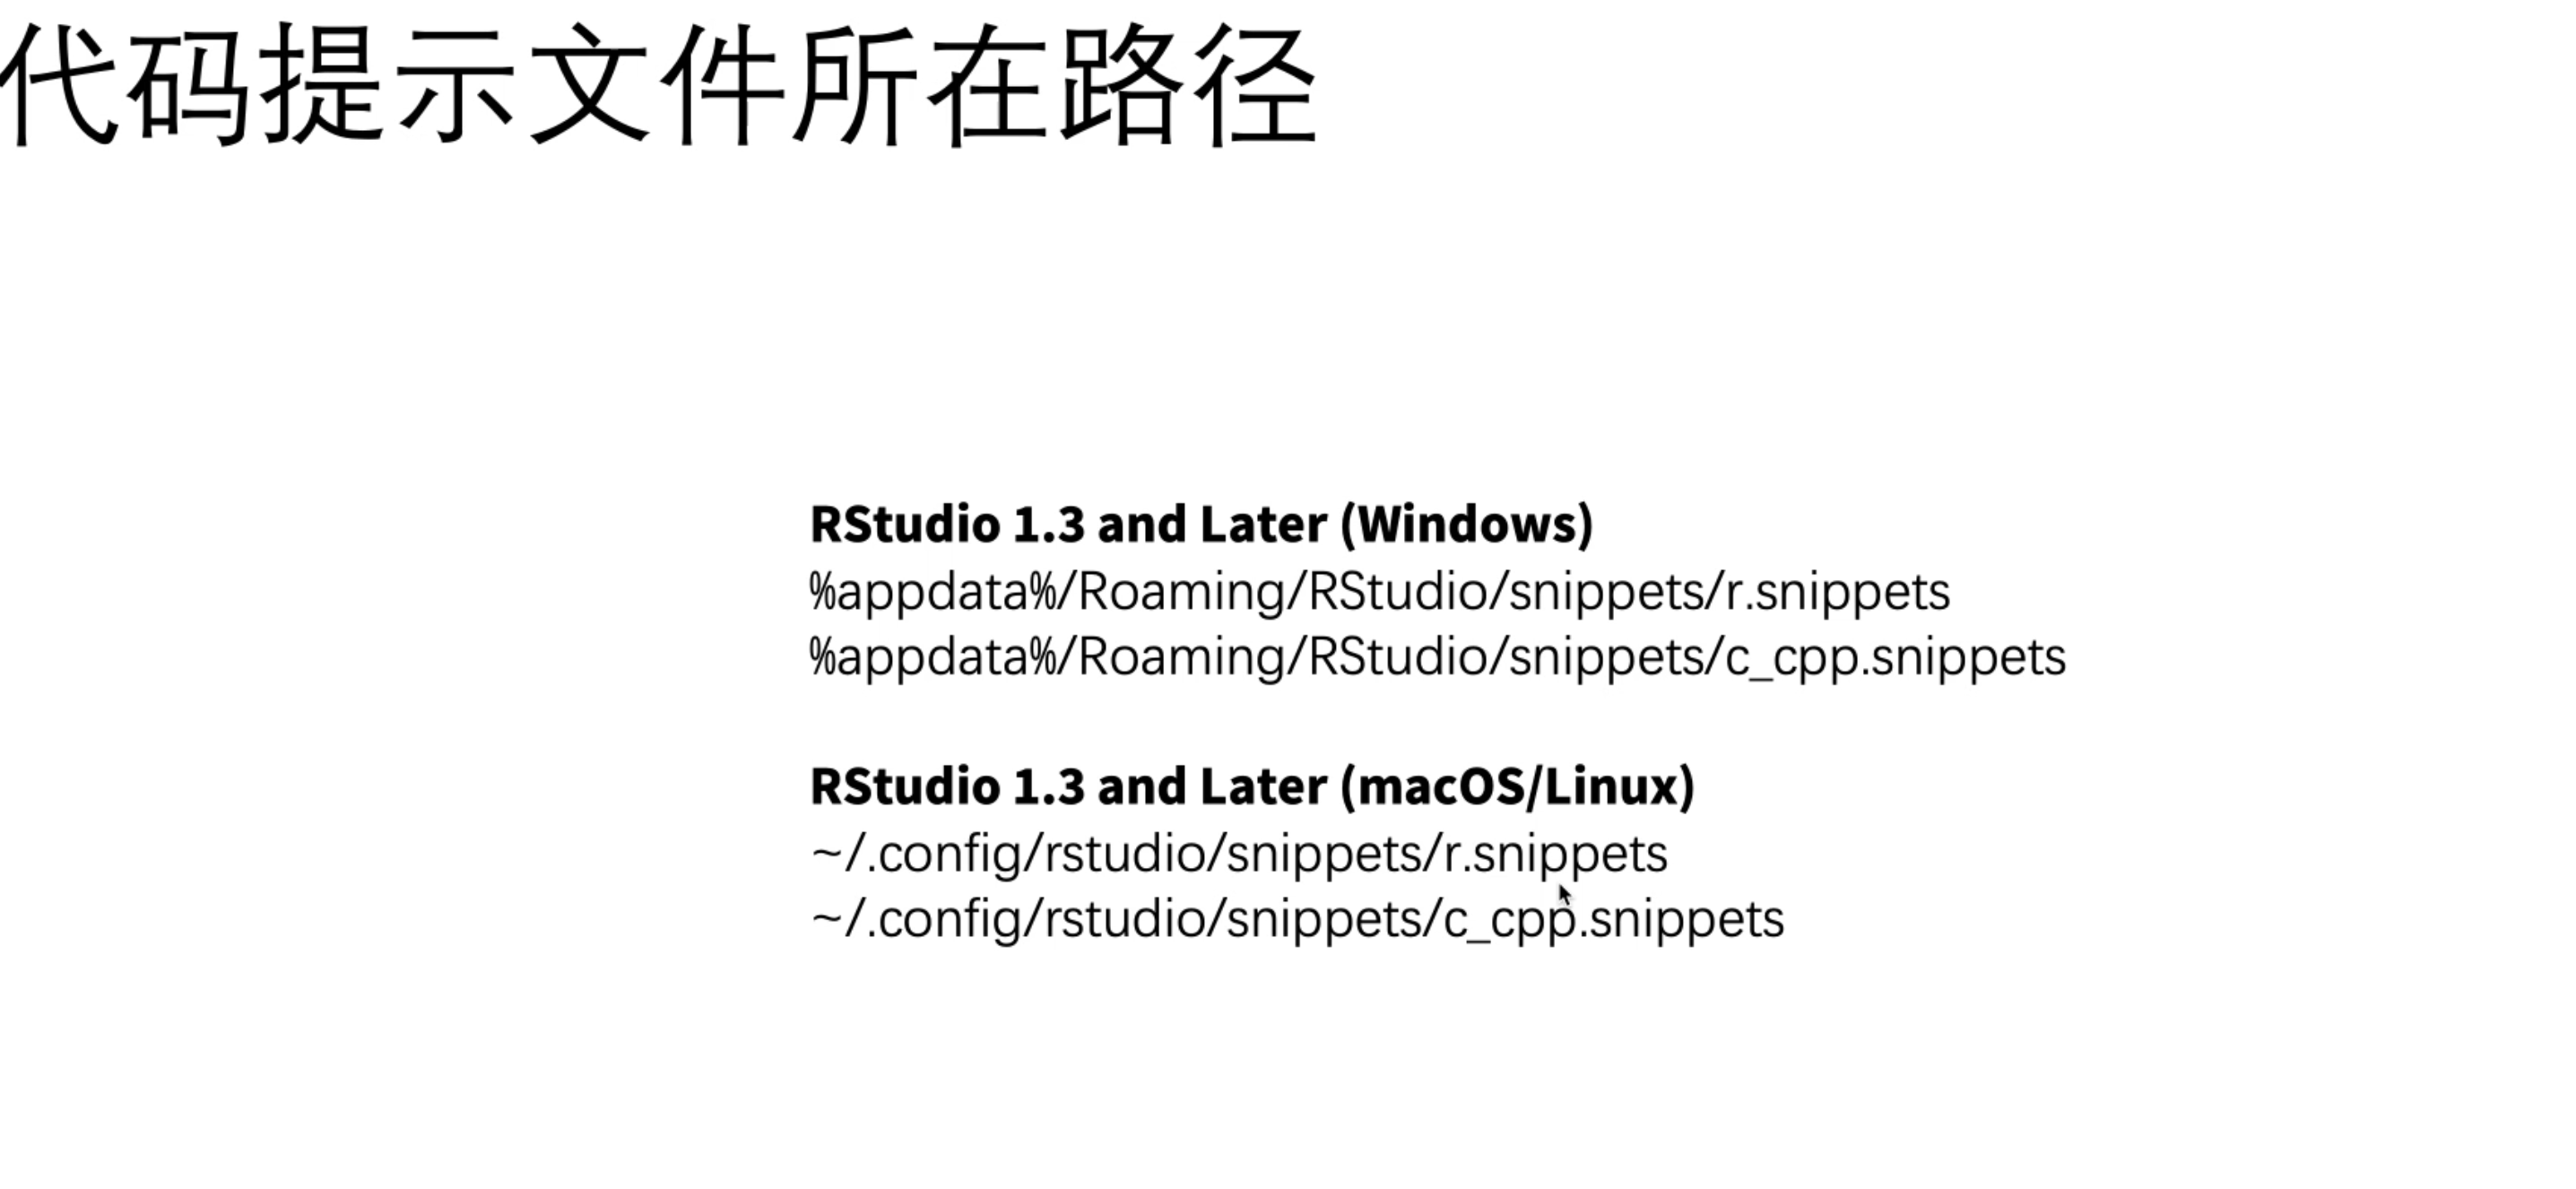 代码提示文件所在路径
RStudio 1.3 and Later (Windows)
%appdata%/Roaming/RStudio/snippets/r.snippets
%appdata%/Roaming/RStudio/snippets/c_cpp.snippets
RStudio 1.3 and Later (macOS/Linux)
~/.config/rstudio/snippets/r.snippets
~/.config/rstudio/snippets/c_cpp.snippets